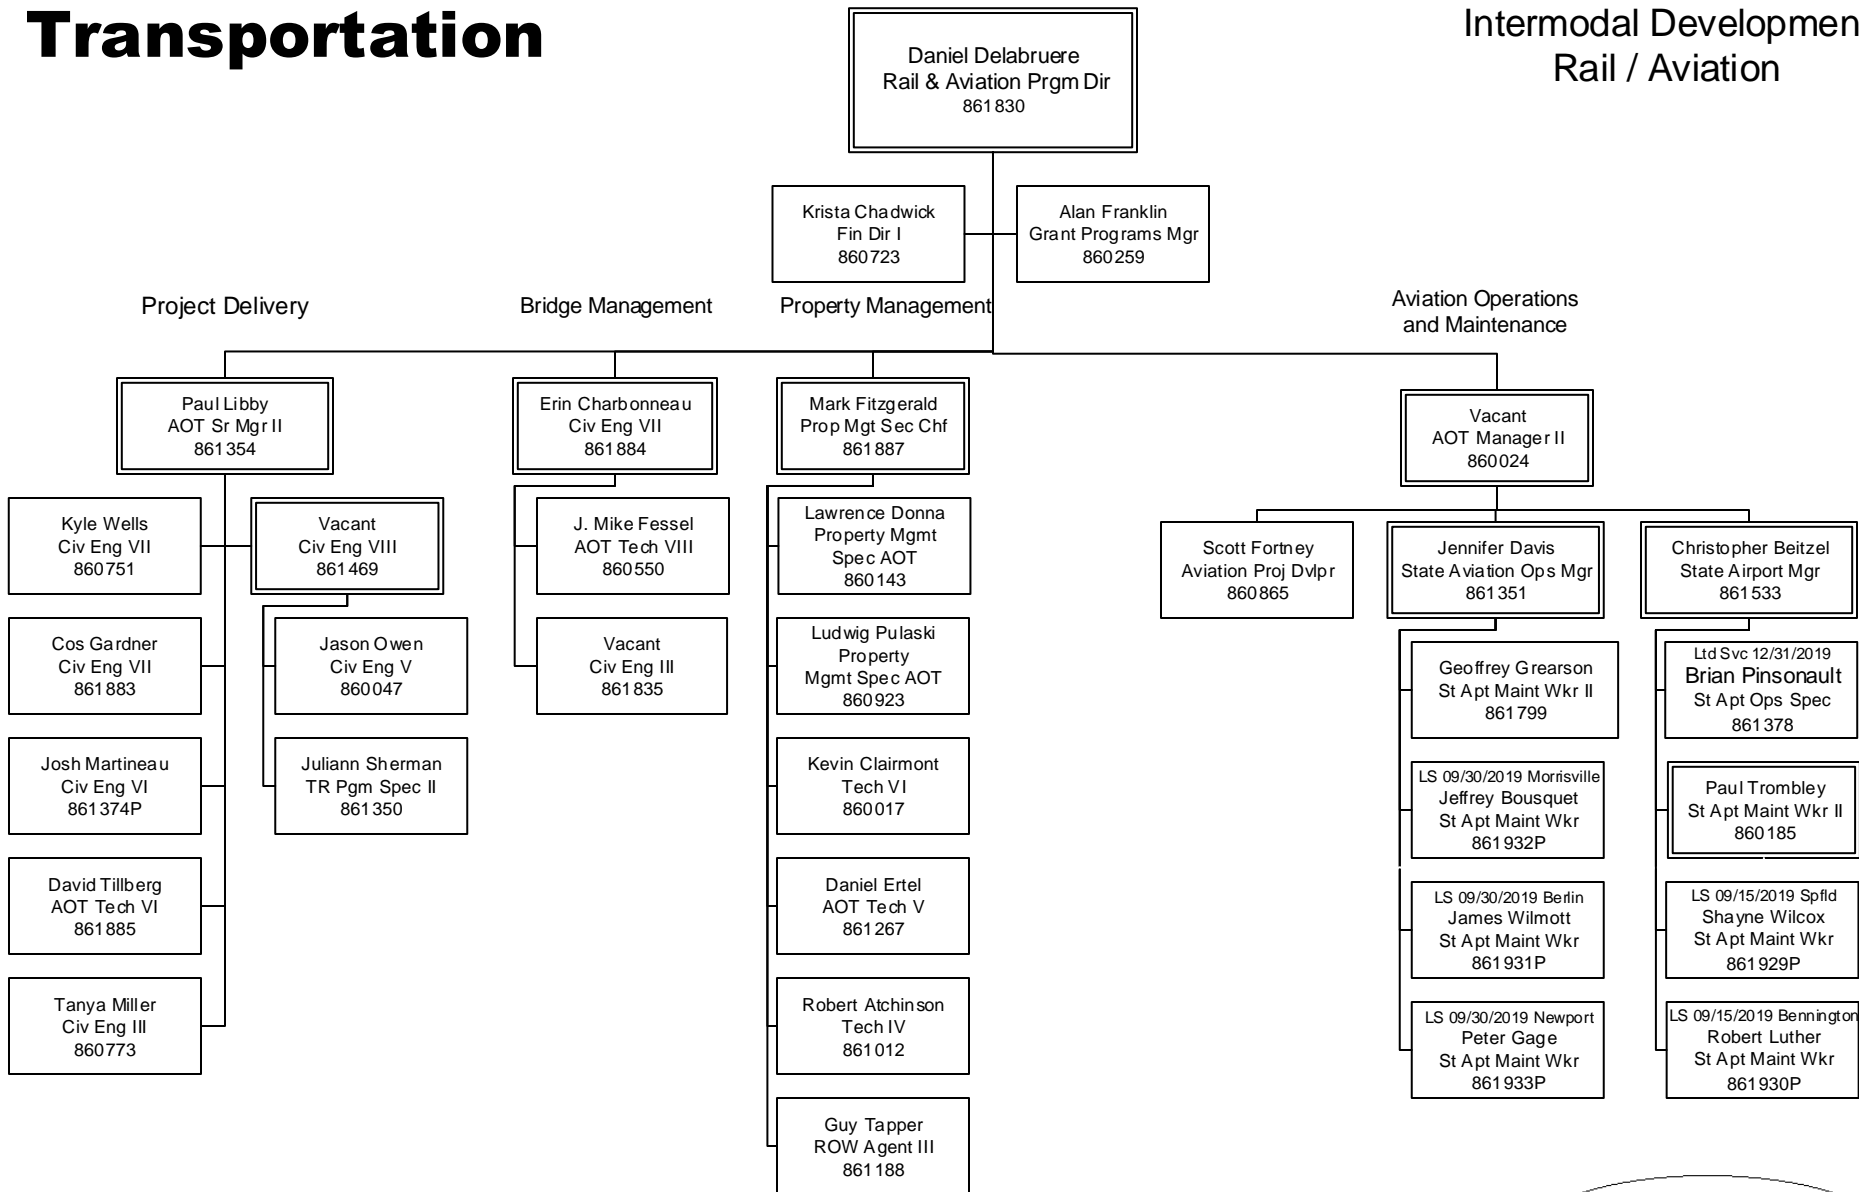 Transportation
Intermodal Developmen
Rail / Aviation
Daniel Delabruere
Rail & Aviation Prgm Dir
861830
Krista Chadwick
Fin Dir I
860723
Alan Franklin
Grant Programs Mgr
860259
Project Delivery
Bridge Management
Property Management
Aviation Operations
and Maintenance
Paul Libby
AOT Sr Mgr II
861354
Erin Charbonneau
Civ Eng VII
861884
Mark Fitzgerald
Prop Mgt Sec Chf
861887
Vacant
AOT Manager II
860024
Kyle Wells
Civ Eng VII
860751
Vacant
Civ Eng VIII
861469
Cos Gardner
Civ Eng VII
861883
Jason Owen
Civ Eng V
860047
Josh Martineau
Civ Eng VI
861374P
Juliann Sherman
TR Pgm Spec II
861350
David Tillberg
AOT Tech VI
861885
Tanya Miller
Civ Eng III
860773
J. Mike Fessel
AOT Tech VIII
860550
Vacant
Civ Eng III
861835
Lawrence Donna
Property Mgmt
Spec AOT
860143
Ludwig Pulaski
Property
Mgmt Spec AOT
860923
Kevin Clairmont
Tech VI
860017
Daniel Ertel
AOT Tech V
861267
Robert Atchinson
Tech IV
861012
Guy Tapper
ROW Agent III
861188
Scott Fortney
Aviation Proj Dvlpr
860865
Jennifer Davis
State Aviation Ops Mgr
861351
Christopher Beitzel
State Airport Mgr
861533
Geoffrey Grearson
St Apt Maint Wkr II
861799
LS 09/30/2019 Morrisville
Jeffrey Bousquet
St Apt Maint Wkr
861932P
LS 09/30/2019 Berlin
James Wilmott
St Apt Maint Wkr
861931P
LS 09/30/2019 Newport
Peter Gage
St Apt Maint Wkr
861933P
Ltd Svc 12/31/2019
Brian Pinsonault
St Apt Ops Spec
861378
Paul Trombley
St Apt Maint Wkr II
860185
LS 09/15/2019 Spfld
Shayne Wilcox
St Apt Maint Wkr
861929P
LS 09/15/2019 Bennington
Robert Luther
St Apt Maint Wkr
861930P